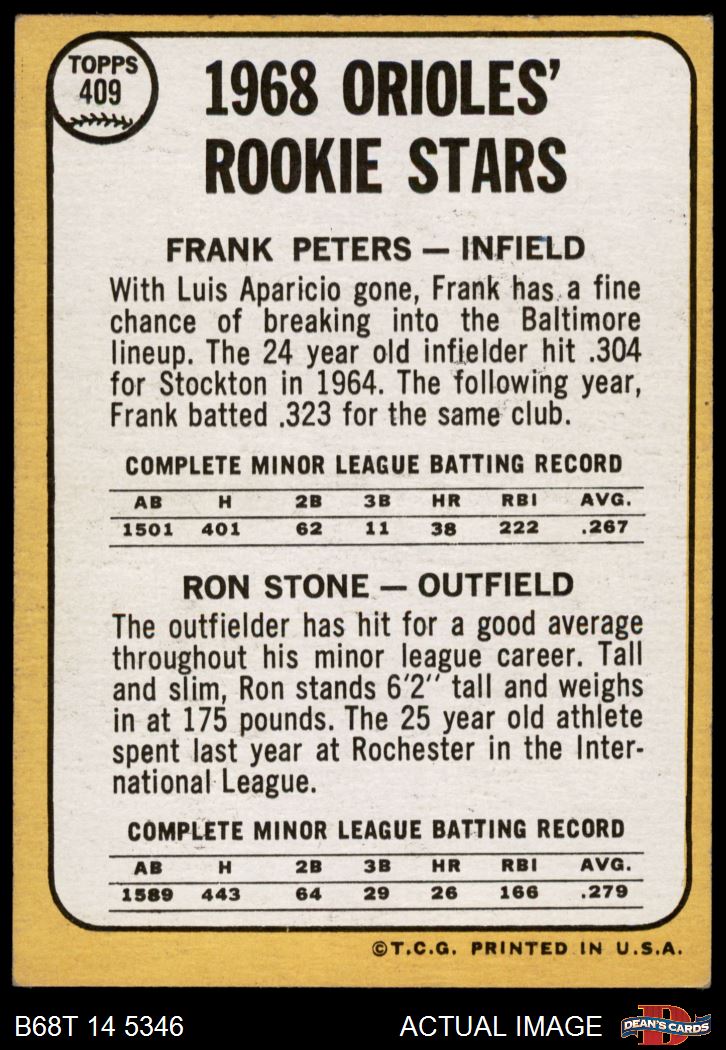 TOPPS
409
1968 ORIOLES'
ROOKIE STARS
FRANK PETERS — INFIELD
With Luis Aparicio gone, Frank has a fine
chance of breaking into the Baltimore
lineup. The 24 year old infielder hit .304
for Stockton in 1964. The following year,
Frank batted .323 for the same club.
COMPLETE MINOR LEAGUE BATTING RECORD
AB H 2B 3B HR RBI AVG.
1501 401 62 11 38 222 .267
RON STONE — OUTFIELD
The outfielder has hit for a good average
throughout his minor league career. Tall
and slim, Ron stands 6'2" tall and weighs
in at 175 pounds. The 25 year old athlete
spent last year at Rochester in the Inter-
national League.
COMPLETE MINOR LEAGUE BATTING RECORD
AB H 2B 3B HR RBI AVG.
1589 443 64 29 26 166 .279
©T.C.G. PRINTED IN U.S.A.
B68T 14 5346 ACTUAL IMAGE
D
DEAN'S CARDS